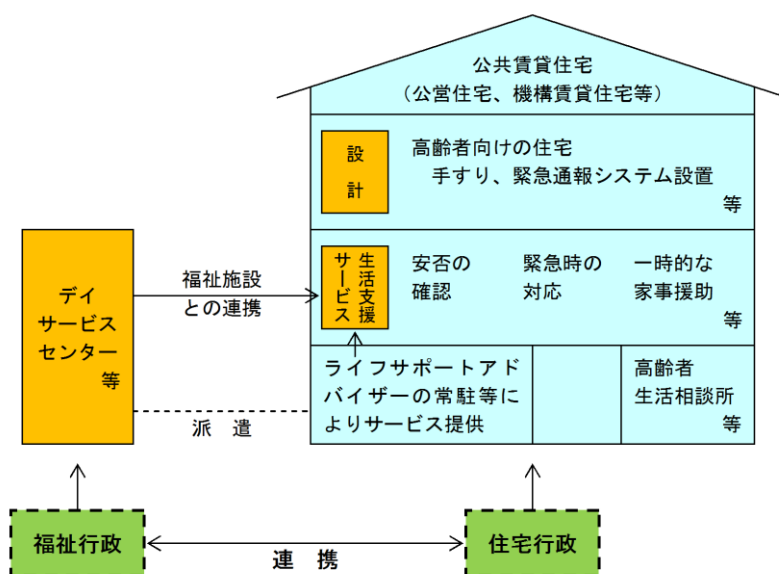 公共賃貸住宅
（公営住宅、機構賃貸住宅等）
設
計
高齢者向けの住宅
手すり、緊急通報システム設置
等
デイ
サービス
センター
等
福祉施設
との連携
生活支援
サービス
安否の
確認
緊急時の
対応
一時的な
家事援助
等
ライフサポートアド
バイザーの常駐等に
よりサービス提供
高齢者
生活相談所
等
派　遣
福祉行政
連　携
住宅行政